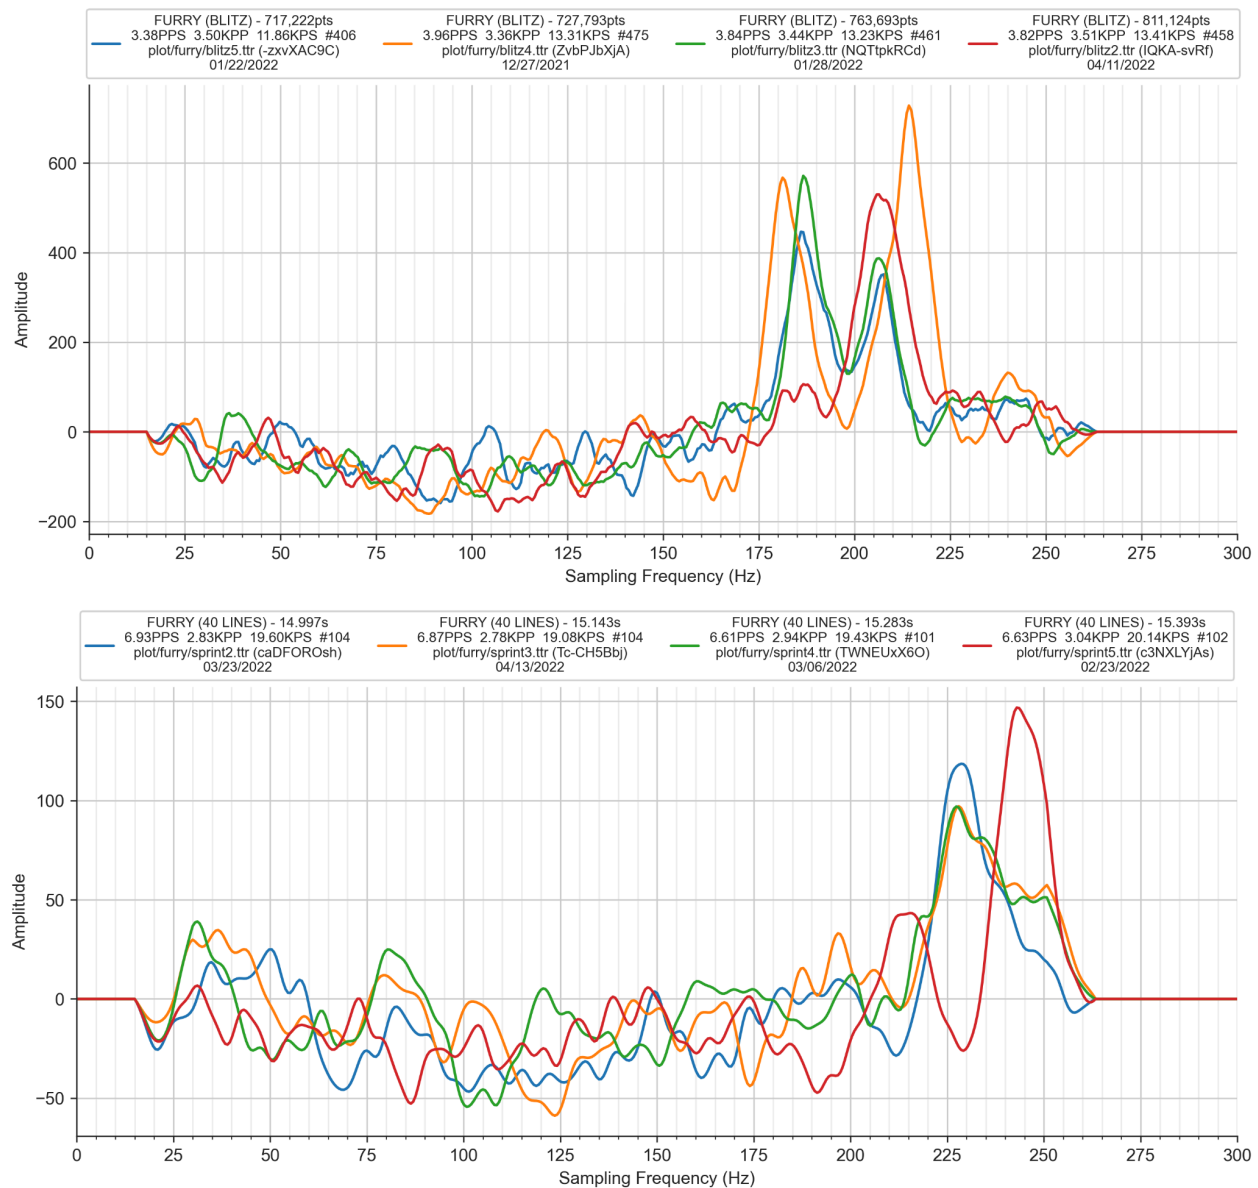 FURRY (BLITZ) - 717,222pts
3.38PPS 3.50KPP 11.86KPS #406
plot/furry/blitz5.ttr (-zxvXAC9C)
01/22/2022
FURRY (BLITZ) - 727,793pts
3.96PPS 3.36KPP 13.31KPS #475
plot/furry/blitz4.ttr (ZvbPJbXjA)
12/27/2021
FURRY (BLITZ) - 763,693pts
3.84PPS 3.44KPP 13.23KPS #461
plot/furry/blitz3.ttr (NQTtpkRCd)
01/28/2022
FURRY (BLITZ) - 811,124pts
3.82PPS 3.51KPP 13.41KPS #458
plot/furry/blitz2.ttr (IQKA-svRf)
04/11/2022
Amplitude
600
400
200
0
−200
0 25 50 75 100 125 150 175 200 225 250 275 300
Sampling Frequency (Hz)
FURRY (40 LINES) - 14.997s
6.93PPS 2.83KPP 19.60KPS #104
plot/furry/sprint2.ttr (caDFOROsh)
03/23/2022
FURRY (40 LINES) - 15.143s
6.87PPS 2.78KPP 19.08KPS #104
plot/furry/sprint3.ttr (Tc-CH5Bbj)
04/13/2022
FURRY (40 LINES) - 15.283s
6.61PPS 2.94KPP 19.43KPS #101
plot/furry/sprint4.ttr (TWNEUxX6O)
03/06/2022
FURRY (40 LINES) - 15.393s
6.63PPS 3.04KPP 20.14KPS #102
plot/furry/sprint5.ttr (c3NXLYjAs)
02/23/2022
Amplitude
150
100
50
0
−50
0 25 50 75 100 125 150 175 200 225 250 275 300
Sampling Frequency (Hz)